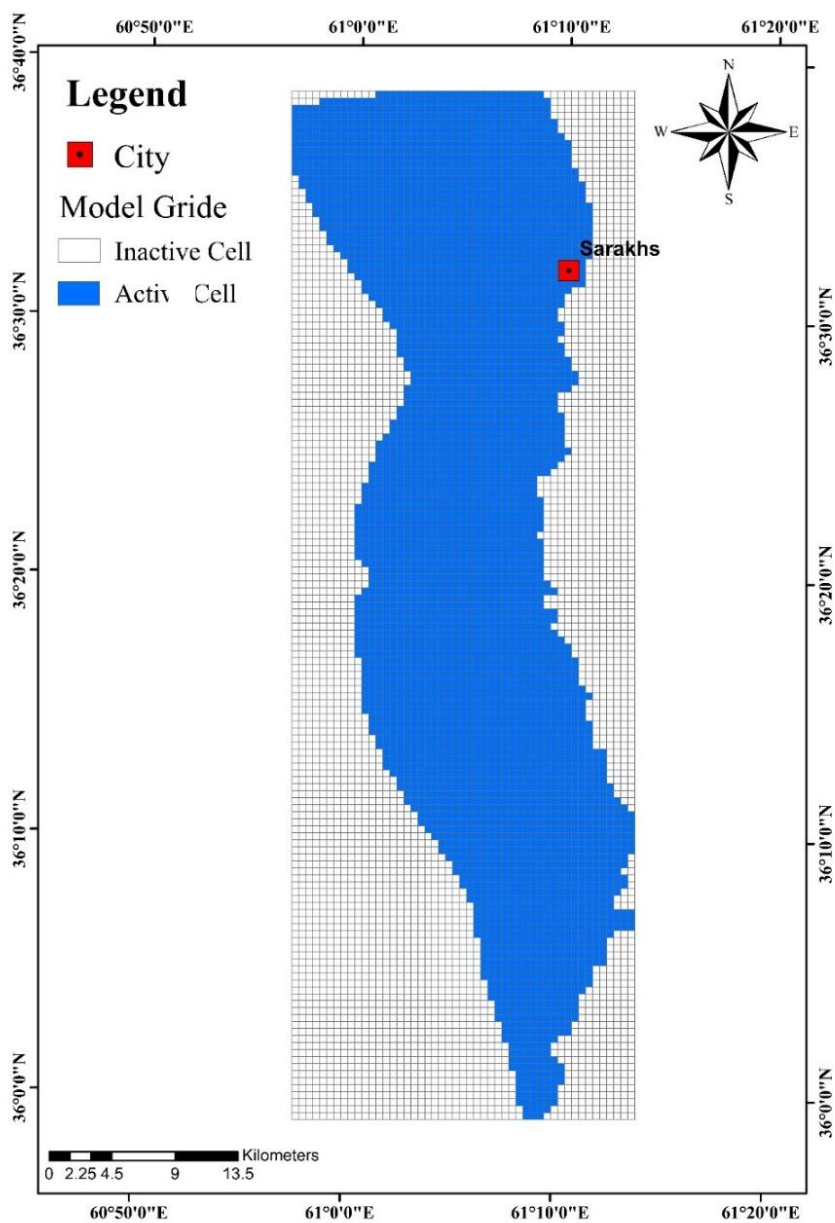 60°50'0"E 61°0'0"E 61°10'0"E 61°20'0"E
36°40'0"N
Legend
City
Model Gride
Inactive Cell
Activ Cell
N
W E
S
Sarakhs
36°30'0"N 36°30'0"N
36°20'0"N 36°20'0"N
36°10'0"N 36°10'0"N
36°0'0"N 36°0'0"N
Kilometers
0 2.25 4.5 9 13.5
60°50'0"E 61°0'0"E 61°10'0"E 61°20'0"E